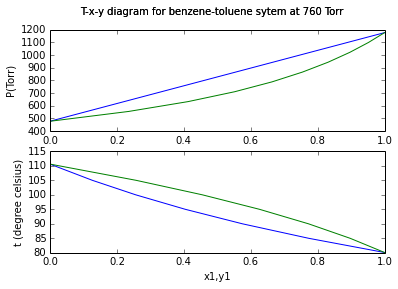 T-x-y diagram for benzene-toluene sytem at 760 Torr
P(Torr)
1200
1100
1000
900
800
700
600
500
400
0.0 0.2 0.4 0.6 0.8 1.0
t (degree celsius)
115
110
105
100
95
90
85
80
0.0 0.2 0.4 0.6 0.8 1.0
x1,y1